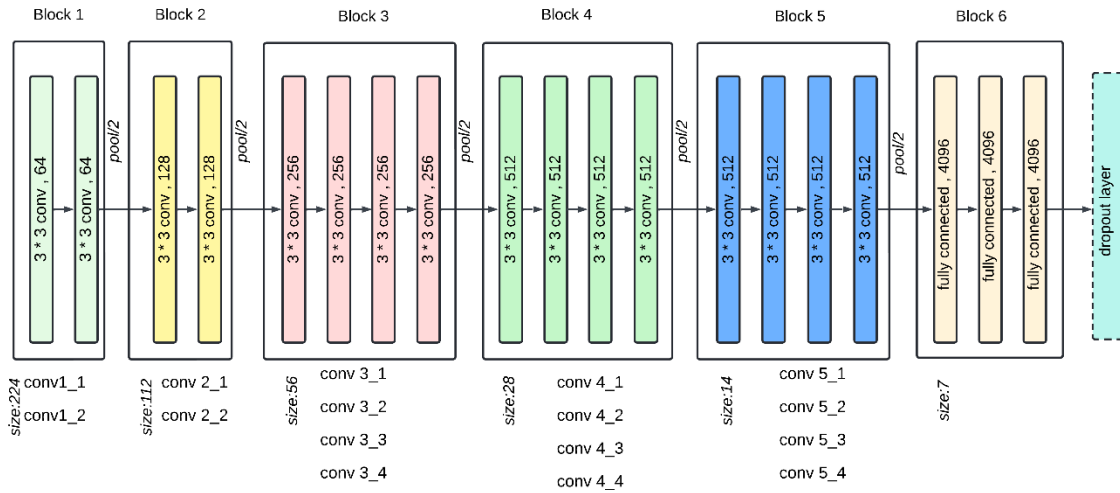 Block 1
Block 2
Block 3
Block 4
Block 5
Block 6
3 * 3 conv , 64
3 * 3 conv , 64
pool/2
3 * 3 conv , 128
3 * 3 conv , 128
pool/2
3 * 3 conv , 256
3 * 3 conv , 256
3 * 3 conv , 256
3 * 3 conv , 256
pool/2
3 * 3 conv , 512
3 * 3 conv , 512
3 * 3 conv , 512
3 * 3 conv , 512
pool/2
3 * 3 conv , 512
3 * 3 conv , 512
3 * 3 conv , 512
3 * 3 conv , 512
pool/2
fully connected , 4096
fully connected , 4096
fully connected , 4096
dropout layer
size:224
conv1_1
conv1_2
size:112
conv 2_1
conv 2_2
size:56
conv 3_1
conv 3_2
conv 3_3
conv 3_4
size:28
conv 4_1
conv 4_2
conv 4_3
conv 4_4
size:14
conv 5_1
conv 5_2
conv 5_3
conv 5_4
size:7